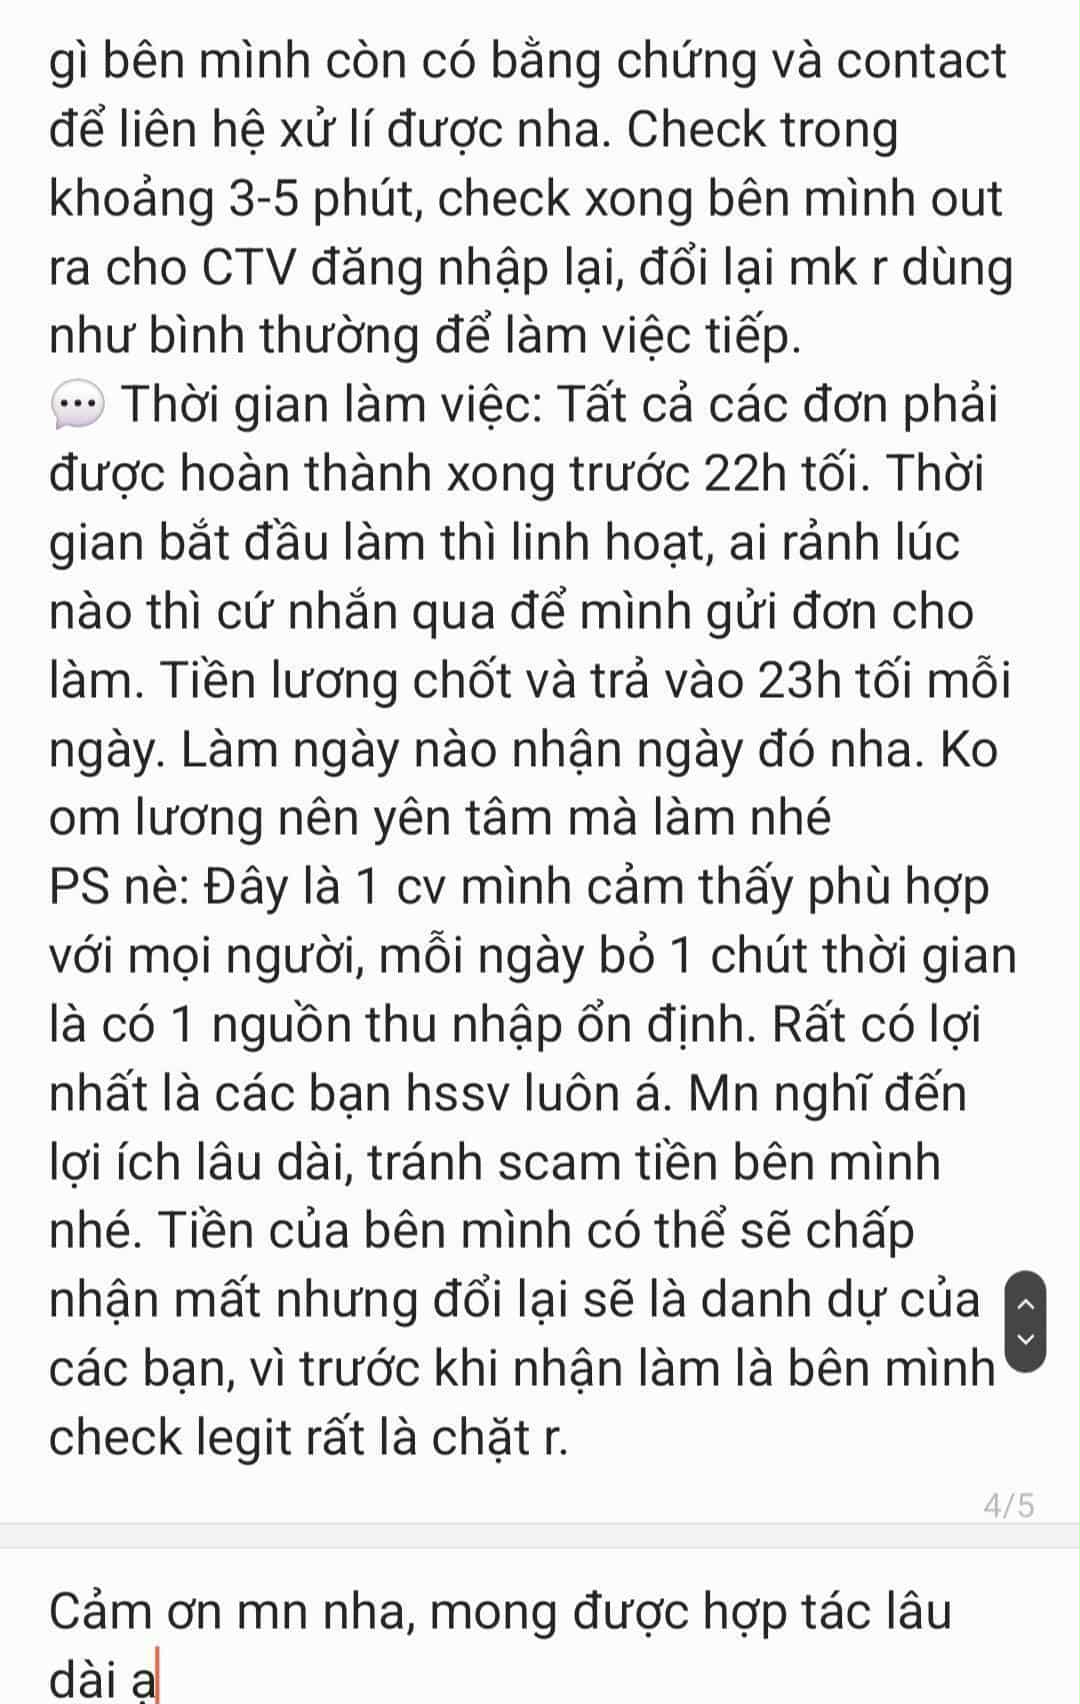 gì bên mình còn có bằng chứng và contact
để liên hệ xử lí được nha. Check trong
khoảng 3-5 phút, check xong bên mình out
ra cho CTV đăng nhập lại, đổi lại mk r dùng
như bình thường để làm việc tiếp.
💬 Thời gian làm việc: Tất cả các đơn phải
được hoàn thành xong trước 22h tối. Thời
gian bắt đầu làm thì linh hoạt, ai rảnh lúc
nào thì cứ nhắn qua để mình gửi đơn cho
làm. Tiền lương chốt và trả vào 23h tối mỗi
ngày. Làm ngày nào nhận ngày đó nha. Ko
om lương nên yên tâm mà làm nhé
PS nè: Đây là 1 cv mình cảm thấy phù hợp
với mọi người, mỗi ngày bỏ 1 chút thời gian
là có 1 nguồn thu nhập ổn định. Rất có lợi
nhất là các bạn hssv luôn á. Mn nghĩ đến
lợi ích lâu dài, tránh scam tiền bên mình
nhé. Tiền của bên mình có thể sẽ chấp
nhận mất nhưng đổi lại sẽ là danh dự của
các bạn, vì trước khi nhận làm là bên mình
check legit rất là chặt r.
4/5
Cảm ơn mn nha, mong được hợp tác lâu
dài ạ